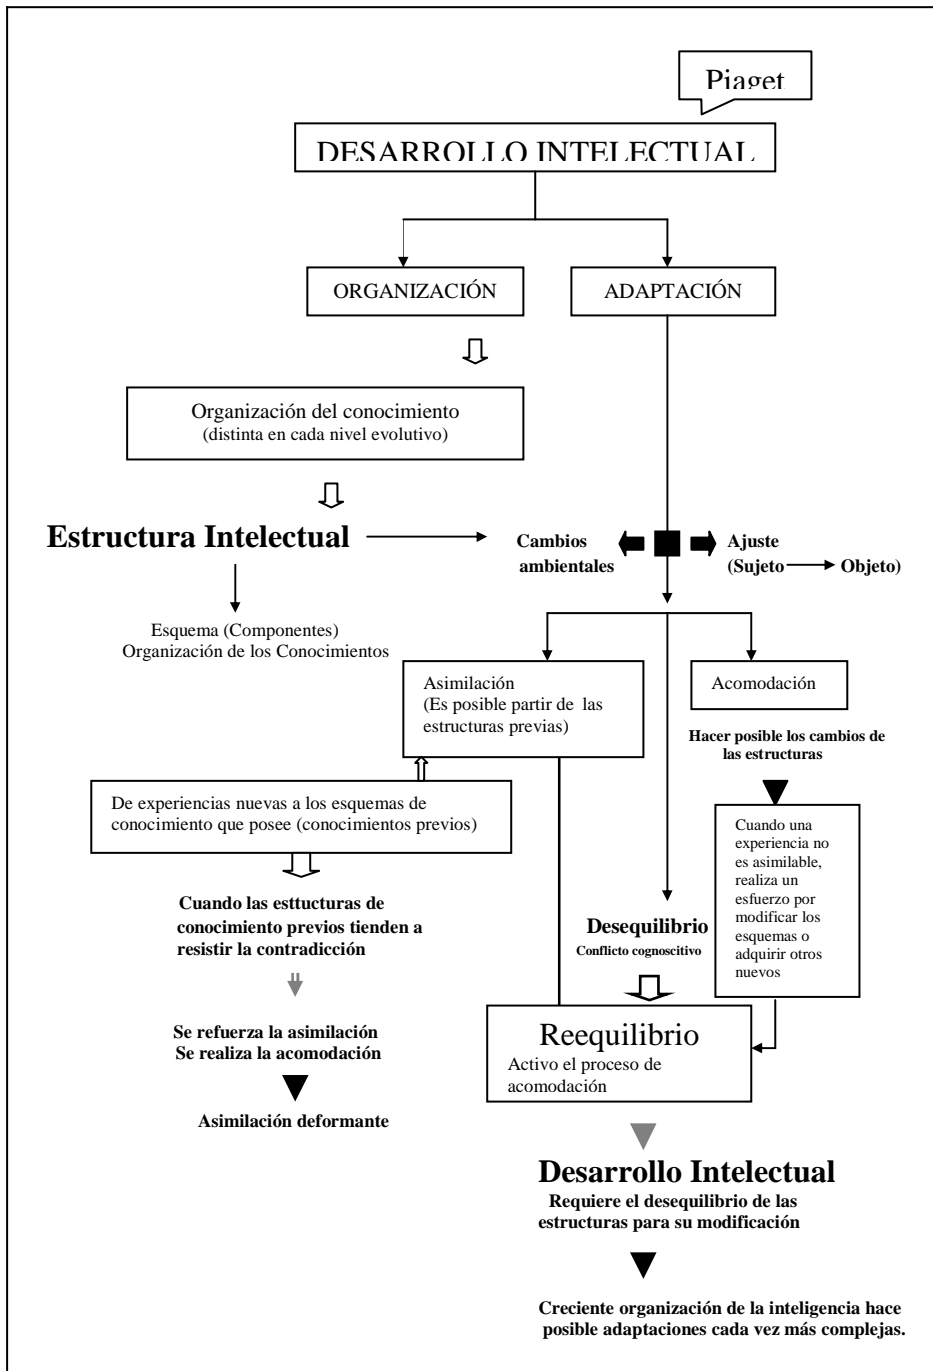 Piaget
DESARROLLO INTELECTUAL
ORGANIZACIÓN
ADAPTACIÓN
Organización del conocimiento
(distinta en cada nivel evolutivo)
Estructura Intelectual
Cambios
ambientales
Ajuste
(Sujeto
Objeto)
Esquema (Componentes)
Organización de los Conocimientos
Asimilación
(Es posible partir de las
estructuras previas)
Acomodación
Hacer posible los cambios de
las estructuras
De experiencias nuevas a los esquemas de
conocimiento que posee (conocimientos previos)
Cuando una
experiencia no
es asimilable,
realiza un
esfuerzo por
modificar los
esquemas o
adquirir otros
nuevos
Cuando las esttucturas de
conocimiento previos tienden a
resistir la contradicción
Desequilibrio
Conflicto cognoscitivo
Se refuerza la asimilación
Se realiza la acomodación
Reequilibrio
Activo el proceso de
acomodación
Asimilación deformante
Desarrollo Intelectual
Requiere el desequilibrio de las
estructuras para su modificación
Creciente organización de la inteligencia hace
posible adaptaciones cada vez más complejas.